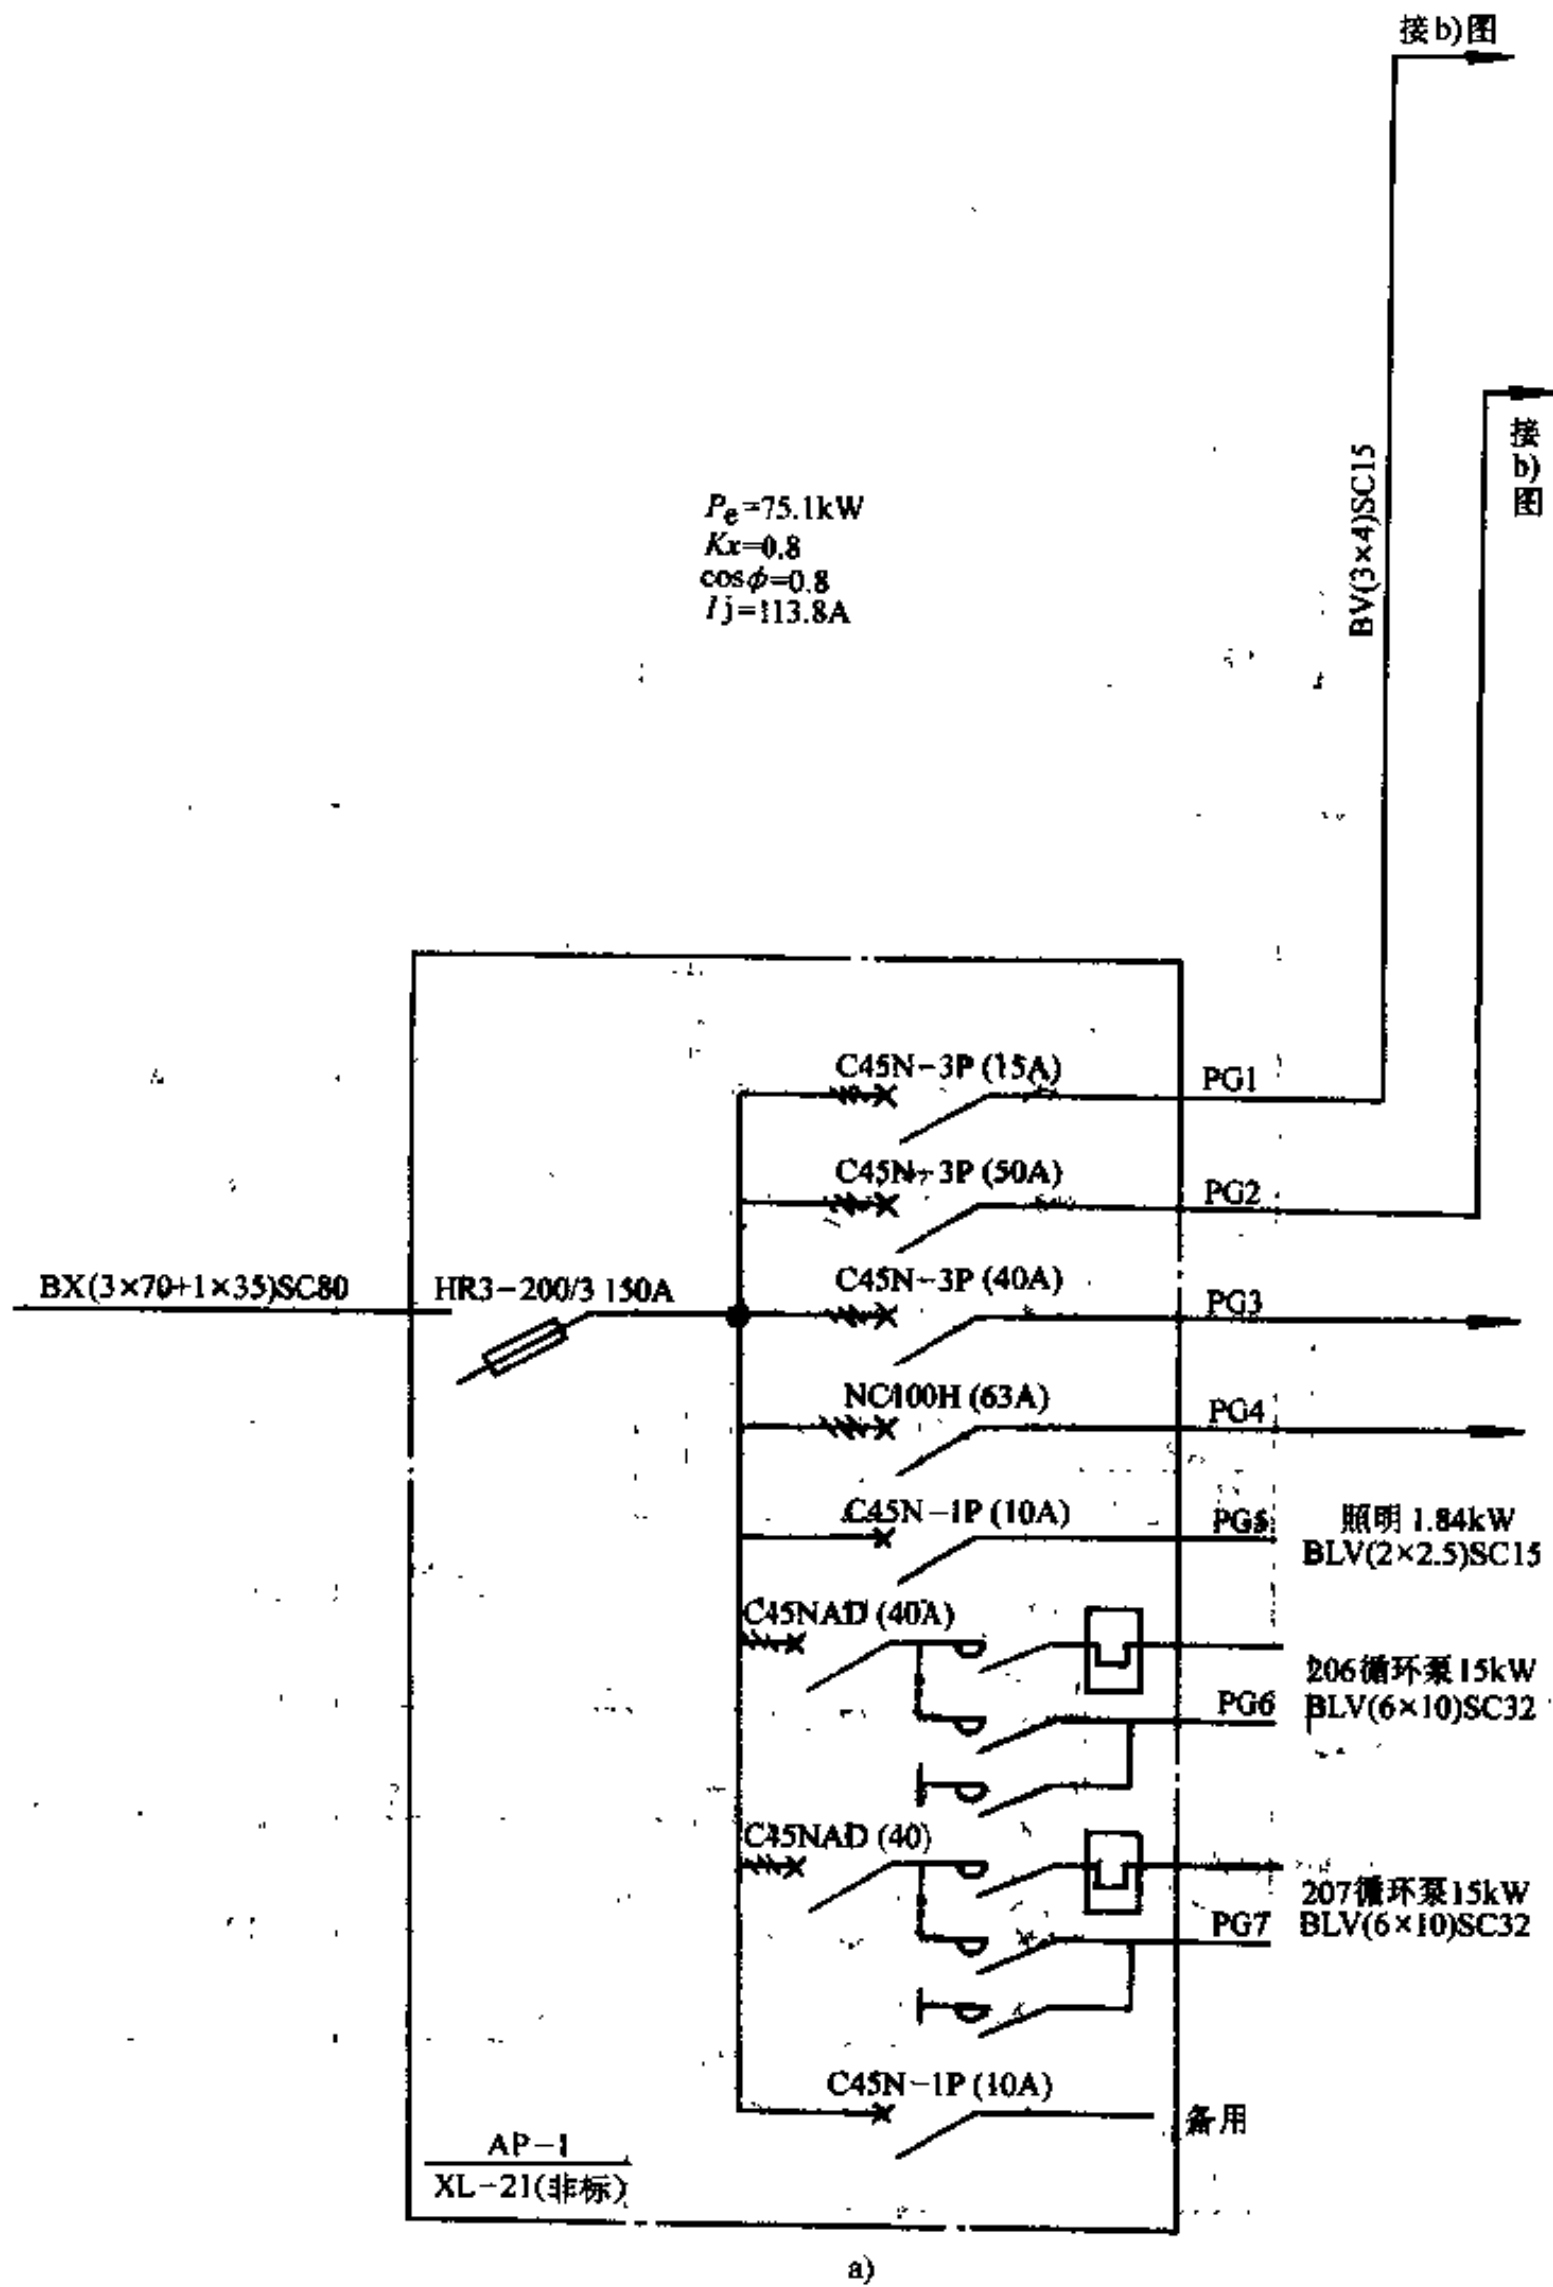 接b)图
接
b)
图
BV(3×4)SC15
Pe=75.1kW
Kx=0.8
cosϕ=0.8
Ij=113.8A
C45N-3P (15A)
PG1
C45N-3P (50A)
PG2
BX(3×70+1×35)SC80
HR3-200/3 150A
C45N-3P (40A)
PG3
NC100H (63A)
PG4
C45N-1P (10A)
PG5
照明 1.84kW
BLV(2×2.5)SC15
C45NAD (40A)
206循环泵15kW
PG6
BLV(6×10)SC32
C45NAD (40)
207循环泵15kW
PG7
BLV(6×10)SC32
C45N-1P (10A)
备用
AP-1
XL-21(非标)
a)